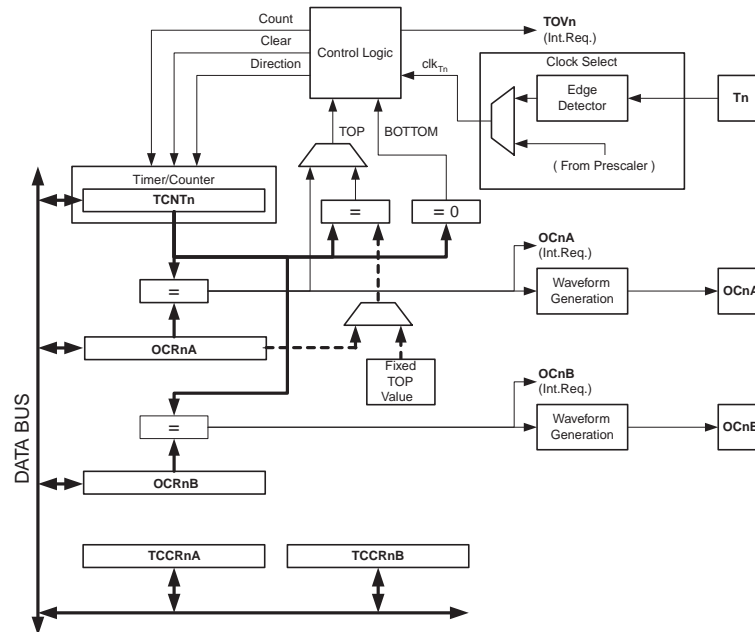 Count
Clear
Direction
Control Logic
TOVn
(Int.Req.)
clkTn
Clock Select
Edge
Detector
Tn
( From Prescaler )
TOP
BOTTOM
Timer/Counter
TCNTn
=
= 0
OCnA
(Int.Req.)
=
Waveform
Generation
OCnA
OCRnA
Fixed
TOP
Value
OCnB
(Int.Req.)
=
Waveform
Generation
OCnB
OCRnB
DATA BUS
TCCRnA
TCCRnB